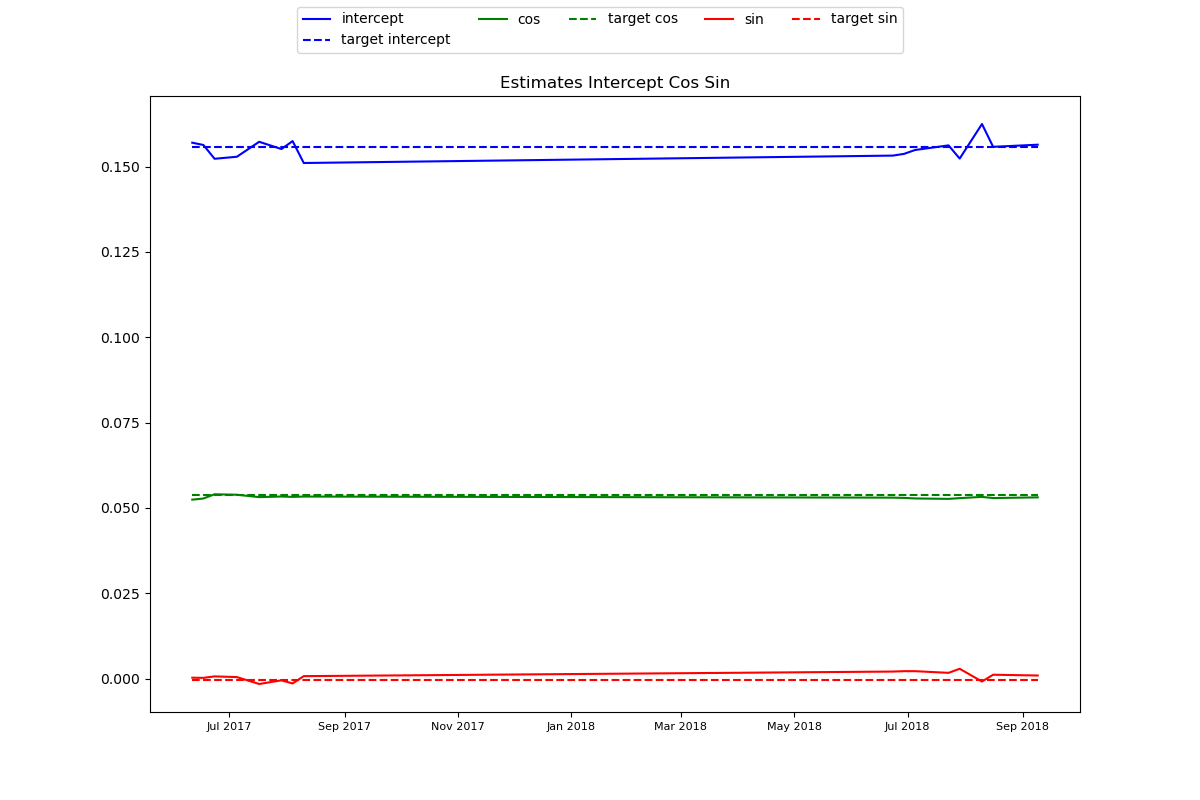 intercept cos target cos sin target sin
target intercept
Estimates Intercept Cos Sin
0.150
0.125
0.100
0.075
0.050
0.025
0.000
Jul 2017 Sep 2017 Nov 2017 Jan 2018 Mar 2018 May 2018 Jul 2018 Sep 2018